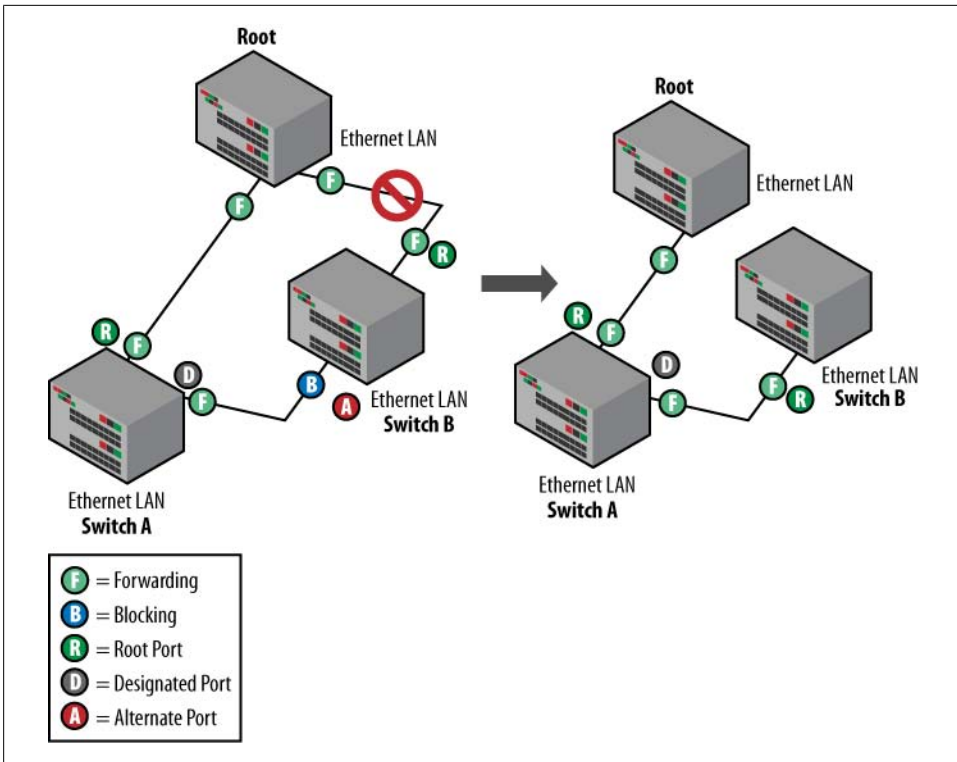 Root
Ethernet LAN
F
F
F
R
R
F
D
F
B
A
Ethernet LAN
Switch B
Ethernet LAN
Switch A
Root
Ethernet LAN
F
R
F
D
F
F
R
Ethernet LAN
Switch B
Ethernet LAN
Switch A
F = Forwarding
B = Blocking
R = Root Port
D = Designated Port
A = Alternate Port